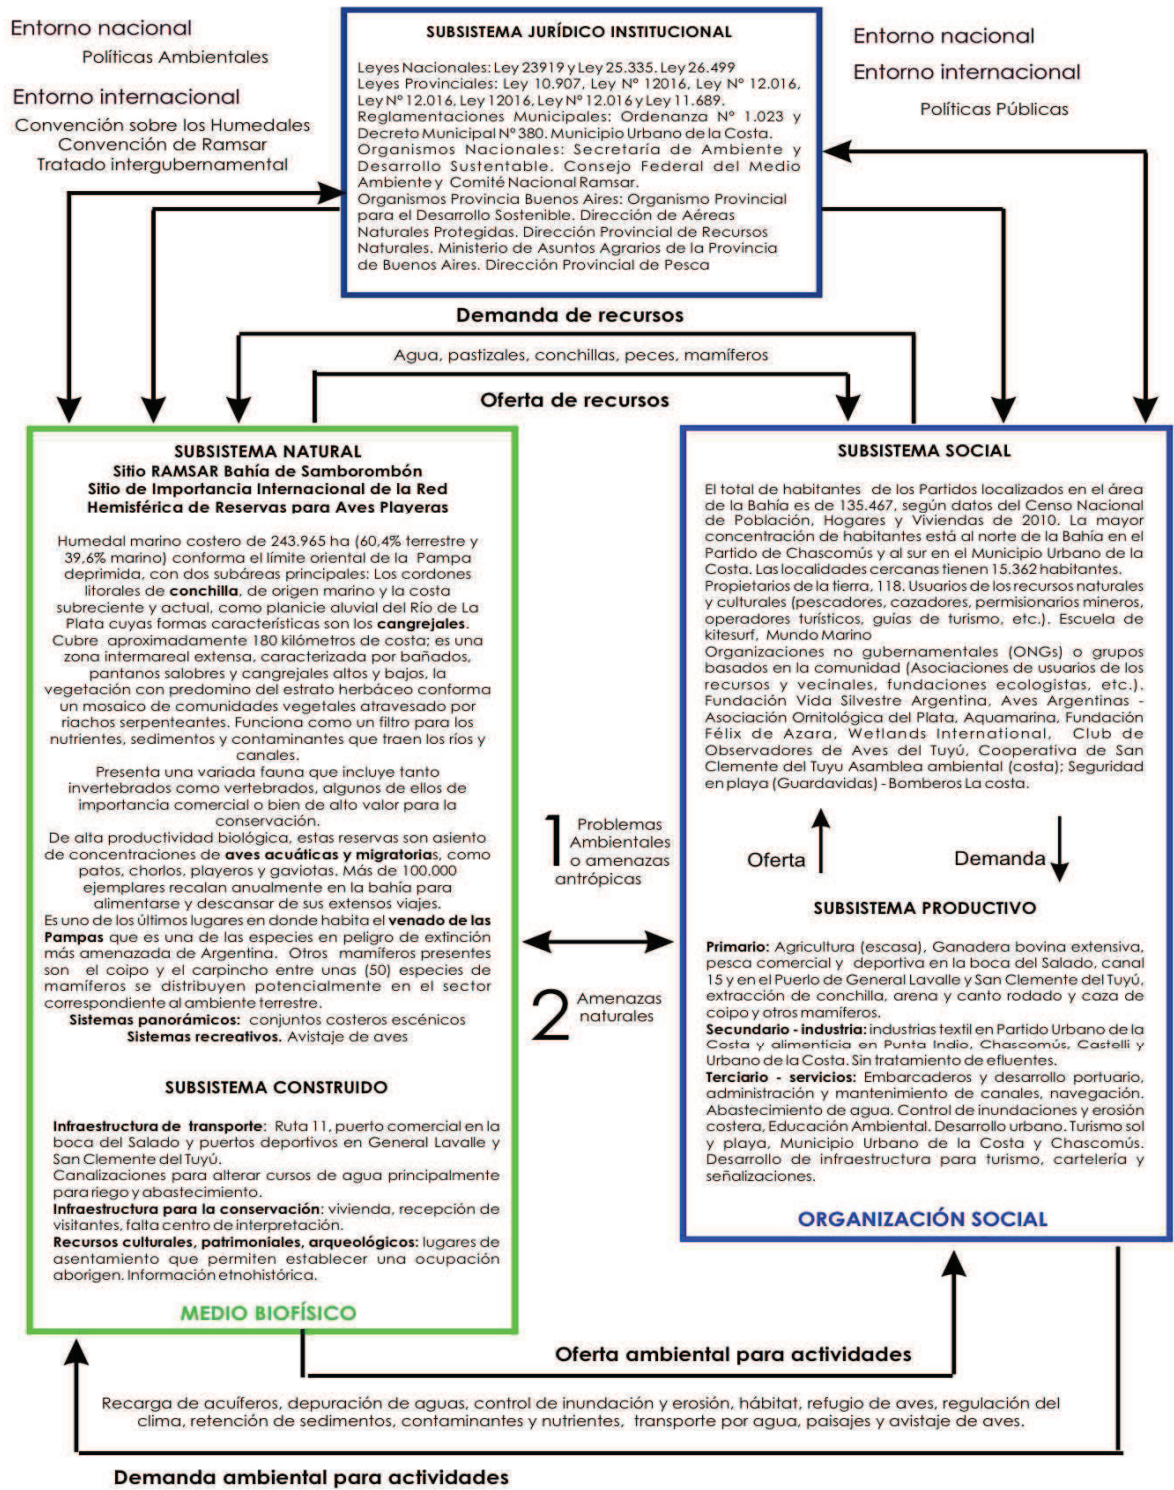 Entorno nacional
Políticas Ambientales
Entorno internacional
Convención sobre los Humedales
Convención de Ramsar
Tratado intergubernamental
SUBSISTEMA JURÍDICO INSTITUCIONAL
Leyes Nacionales: Ley 23919 y Ley 25.335. Ley 26.499
Leyes Provinciales: Ley 10.907, Ley Nº 12016, Ley Nº 12.016,
Ley Nº 12.016, Ley 12016, Ley Nº 12.016 y Ley 11.689.
Reglamentaciones Municipales: Ordenanza Nº 1.023 y
Decreto Municipal Nº 380. Municipio Urbano de la Costa.
Organismos Nacionales: Secretaría de Ambiente y
Desarrollo Sustentable. Consejo Federal del Medio
Ambiente y Comité Nacional Ramsar.
Organismos Provincia Buenos Aires: Organismo Provincial
para el Desarrollo Sostenible. Dirección de Aéreas
Naturales Protegidas. Dirección Provincial de Recursos
Naturales. Ministerio de Asuntos Agrarios de la Provincia
de Buenos Aires. Dirección Provincial de Pesca
Entorno nacional
Entorno internacional
Políticas Públicas
Demanda de recursos
Agua, pastizales, conchillas, peces, mamíferos
Oferta de recursos
SUBSISTEMA NATURAL
Sitio RAMSAR Bahía de Samborombón
Sitio de Importancia Internacional de la Red
Hemisférica de Reservas para Aves Playeras
Humedal marino costero de 243.965 ha (60,4% terrestre y
39,6% marino) conforma el límite oriental de la Pampa
deprimida, con dos subáreas principales: Los cordones
litorales de conchilla, de origen marino y la costa
subreciente y actual, como planicie aluvial del Río de La
Plata cuyas formas características son los cangrejales.
Cubre aproximadamente 180 kilómetros de costa; es una
zona intermareal extensa, caracterizada por bañados,
pantanos salobres y cangrejales altos y bajos, la
vegetación con predomino del estrato herbáceo conforma
un mosaico de comunidades vegetales atravesado por
riachos serpenteantes. Funciona como un filtro para los
nutrientes, sedimentos y contaminantes que traen los ríos y
canales.
Presenta una variada fauna que incluye tanto
invertebrados como vertebrados, algunos de ellos de
importancia comercial o bien de alto valor para la
conservación.
De alta productividad biológica, estas reservas son asiento
de concentraciones de aves acuáticas y migratorias, como
patos, chorlos, playeros y gaviotas. Más de 100.000
ejemplares recalan anualmente en la bahía para
alimentarse y descansar de sus extensos viajes.
Es uno de los últimos lugares en donde habita el venado de las
Pampas que es una de las especies en peligro de extinción
más amenazada de Argentina. Otros mamíferos presentes
son el coipo y el carpincho entre unas (50) especies de
mamíferos se distribuyen potencialmente en el sector
correspondiente al ambiente terrestre.
Sistemas panorámicos: conjuntos costeros escénicos
Sistemas recreativos. Avistaje de aves
SUBSISTEMA CONSTRUIDO
Infraestructura de transporte: Ruta 11, puerto comercial en la
boca del Salado y puertos deportivos en General Lavalle y
San Clemente del Tuyú.
Canalizaciones para alterar cursos de agua principalmente
para riego y abastecimiento.
Infraestructura para la conservación: vivienda, recepción de
visitantes, falta centro de interpretación.
Recursos culturales, patrimoniales, arqueológicos: lugares de
asentamiento que permiten establecer una ocupación
aborigen. Información etnohistórica.
MEDIO BIOFÍSICO
1 Problemas
Ambientales
o amenazas
antrópicas
2 Amenazas
naturales
SUBSISTEMA SOCIAL
El total de habitantes de los Partidos localizados en el área
de la Bahía es de 135.467, según datos del Censo Nacional
de Población, Hogares y Viviendas de 2010. La mayor
concentración de habitantes está al norte de la Bahía en el
Partido de Chascomús y al sur en el Municipio Urbano de la
Costa. Las localidades cercanas tienen 15.362 habitantes.
Propietarios de la tierra, 118. Usuarios de los recursos naturales
y culturales (pescadores, cazadores, permisionarios mineros,
operadores turísticos, guías de turismo, etc.). Escuela de
kitesurf, Mundo Marino
Organizaciones no gubernamentales (ONGs) o grupos
basados en la comunidad (Asociaciones de usuarios de los
recursos y vecinales, fundaciones ecologistas, etc.).
Fundación Vida Silvestre Argentina, Aves Argentinas -
Asociación Ornitológica del Plata, Aquamarina, Fundación
Félix de Azara, Wetlands International, Club de
Observadores de Aves del Tuyú, Cooperativa de San
Clemente del Tuyu Asamblea ambiental (costa); Seguridad
en playa (Guardavidas) - Bomberos La costa.
Oferta
Demanda
SUBSISTEMA PRODUCTIVO
Primario: Agricultura (escasa), Ganadera bovina extensiva,
pesca comercial y deportiva en la boca del Salado, canal
15 y en el Puerlo de General Lavalle y San Clemente del Tuyú,
extracción de conchilla, arena y canto rodado y caza de
coipo y otros mamíferos.
Secundario - industria: industrias textil en Partido Urbano de la
Costa y alimenticia en Punta Indio, Chascomús, Castelli y
Urbano de la Costa. Sin tratamiento de efluentes.
Terciario - servicios: Embarcaderos y desarrollo portuario,
administración y mantenimiento de canales, navegación.
Abastecimiento de agua. Control de inundaciones y erosión
costera, Educación Ambiental. Desarrollo urbano. Turismo sol
y playa, Municipio Urbano de la Costa y Chascomús.
Desarrollo de infraestructura para turismo, cartelería y
señalizaciones.
ORGANIZACIÓN SOCIAL
Oferta ambiental para actividades
Recarga de acuíferos, depuración de aguas, control de inundación y erosión, hábitat, refugio de aves, regulación del
clima, retención de sedimentos, contaminantes y nutrientes, transporte por agua, paisajes y avistaje de aves.
Demanda ambiental para actividades